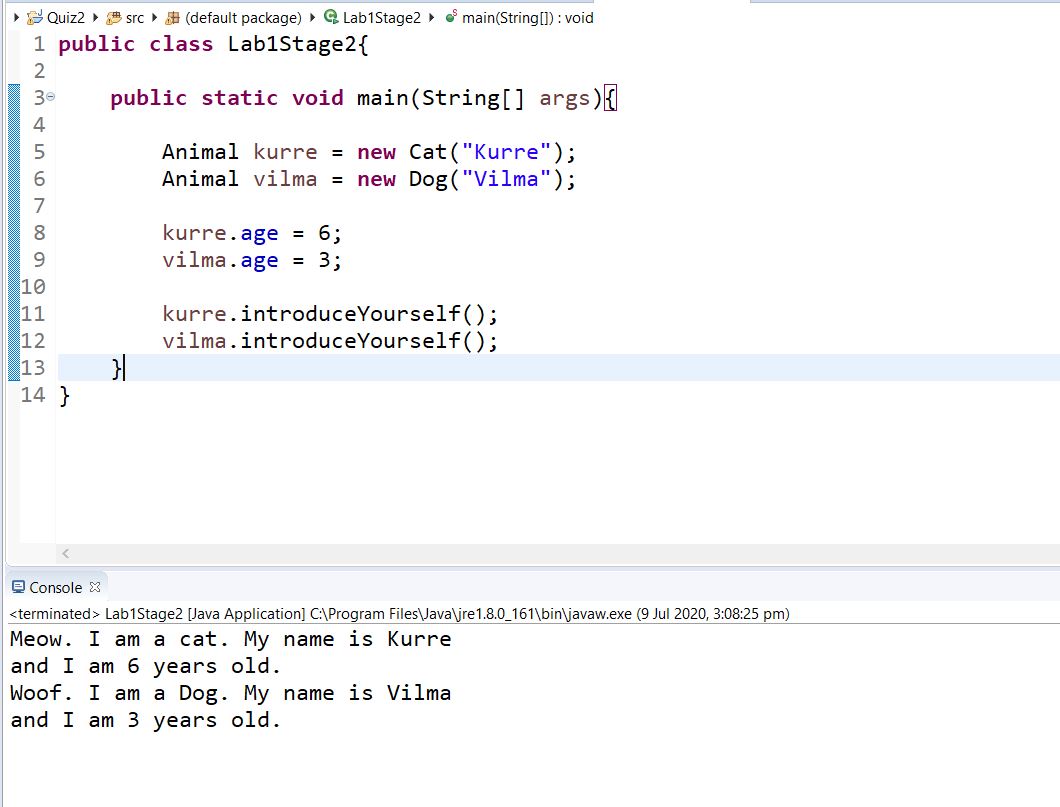 Quiz2 src (default package) Lab1Stage2 main(String[]) : void
1 public class Lab1Stage2{
2
3 public static void main(String[] args){
4
5 Animal kurre = new Cat("Kurre");
6 Animal vilma = new Dog("Vilma");
7
8 kurre.age = 6;
9 vilma.age = 3;
10
11 kurre.introduceYourself();
12 vilma.introduceYourself();
13 }
14 }
Console
<terminated> Lab1Stage2 [Java Application] C:\Program Files\Java\jre1.8.0_161\bin\javaw.exe (9 Jul 2020, 3:08:25 pm)
Meow. I am a cat. My name is Kurre
and I am 6 years old.
Woof. I am a Dog. My name is Vilma
and I am 3 years old.